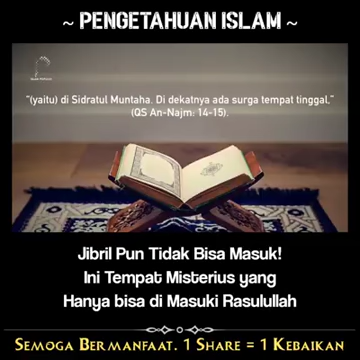 ~ PENGETAHUAN ISLAM ~
"(yaitu) di Sidratul Muntaha. Di dekatnya ada surga tempat tinggal."
(QS An-Najm: 14-15).
Jibril Pun Tidak Bisa Masuk!
Ini Tempat Misterius yang
Hanya bisa di Masuki Rasulullah
SEMOGA BERMANFAAT. 1 SHARE = 1 KEBAIKAN